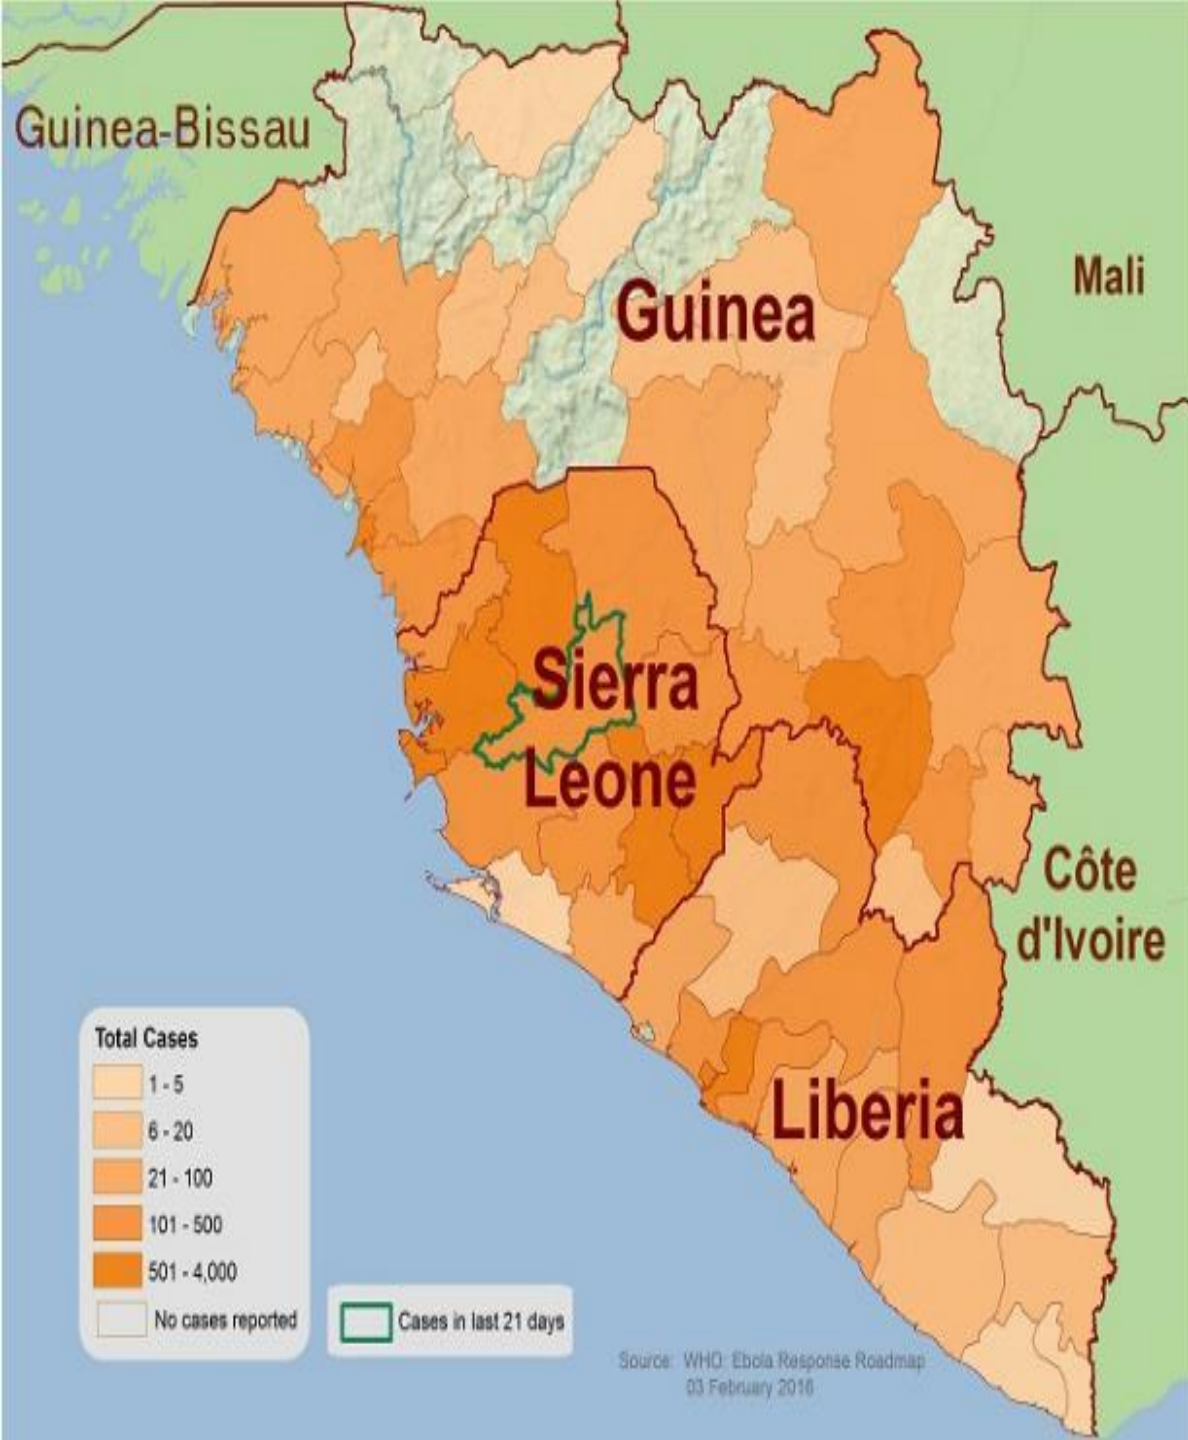 Guinea-Bissau
Mali
Guinea
Sierra
Leone
Côte
d'Ivoire
Liberia
Total Cases
1 - 5
6 - 20
21 - 100
101 - 500
501 - 4,000
No cases reported
Cases in last 21 days
Source: WHO: Ebola Response Roadmap
03 February 2016